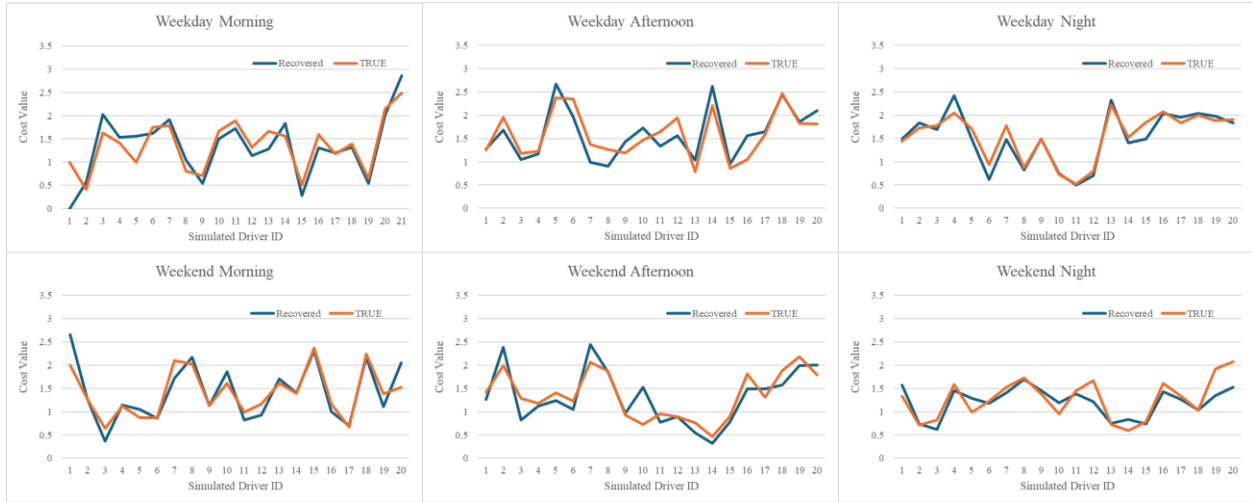 Weekday Morning
3.5
3
2.5
2
1.5
1
0.5
0
Cost Value
Recovered TRUE
1 2 3 4 5 6 7 8 9 10 11 12 13 14 15 16 17 18 19 20 21
Simulated Driver ID
Weekday Afternoon
3.5
3
2.5
2
1.5
1
0.5
0
Cost Value
Recovered TRUE
1 2 3 4 5 6 7 8 9 10 11 12 13 14 15 16 17 18 19 20
Simulated Driver ID
Weekday Night
3.5
3
2.5
2
1.5
1
0.5
0
Cost Value
Recovered TRUE
1 2 3 4 5 6 7 8 9 10 11 12 13 14 15 16 17 18 19 20
Simulated Driver ID
Weekend Morning
3.5
3
2.5
2
1.5
1
0.5
0
Cost Value
Recovered TRUE
1 2 3 4 5 6 7 8 9 10 11 12 13 14 15 16 17 18 19 20
Simulated Driver ID
Weekend Afternoon
3.5
3
2.5
2
1.5
1
0.5
0
Cost Value
Recovered TRUE
1 2 3 4 5 6 7 8 9 10 11 12 13 14 15 16 17 18 19 20
Simulated Driver ID
Weekend Night
3.5
3
2.5
2
1.5
1
0.5
0
Cost Value
Recovered TRUE
1 2 3 4 5 6 7 8 9 10 11 12 13 14 15 16 17 18 19 20
Simulated Driver ID